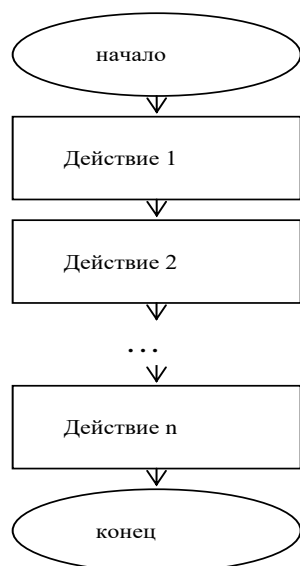 начало
Действие 1
Действие 2
...
Действие n
конец